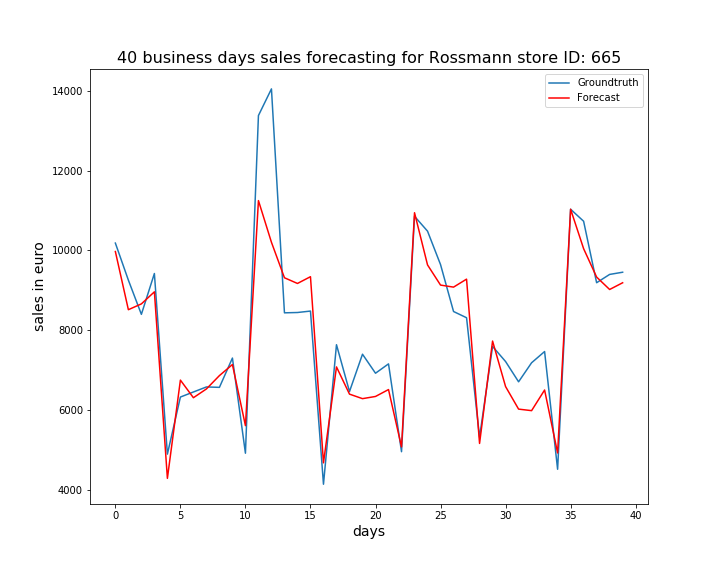 40 business days sales forecasting for Rossmann store ID: 665
Groundtruth
Forecast
14000
12000
10000
8000
6000
4000
sales in euro
0 5 10 15 20 25 30 35 40
days